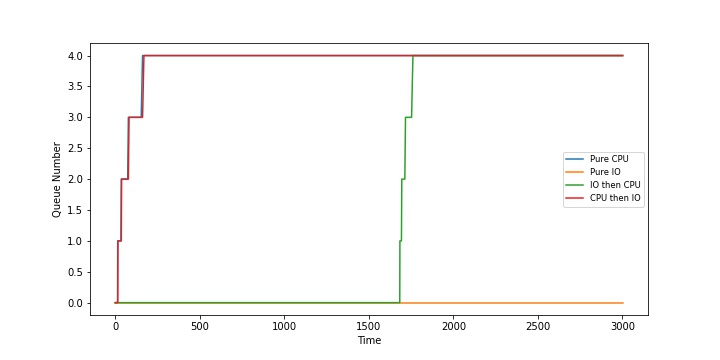 4.0
3.5
3.0
2.5
2.0
1.5
1.0
0.5
0.0
Queue Number
0
500
1000
1500
2000
2500
3000
Time
Pure CPU
Pure IO
IO then CPU
CPU then IO